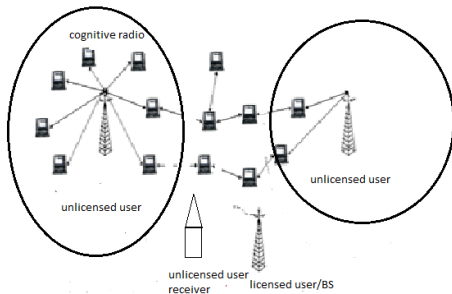 cognitive radio
unlicensed user
unlicensed user
unlicensed user
receiver
licensed user/BS